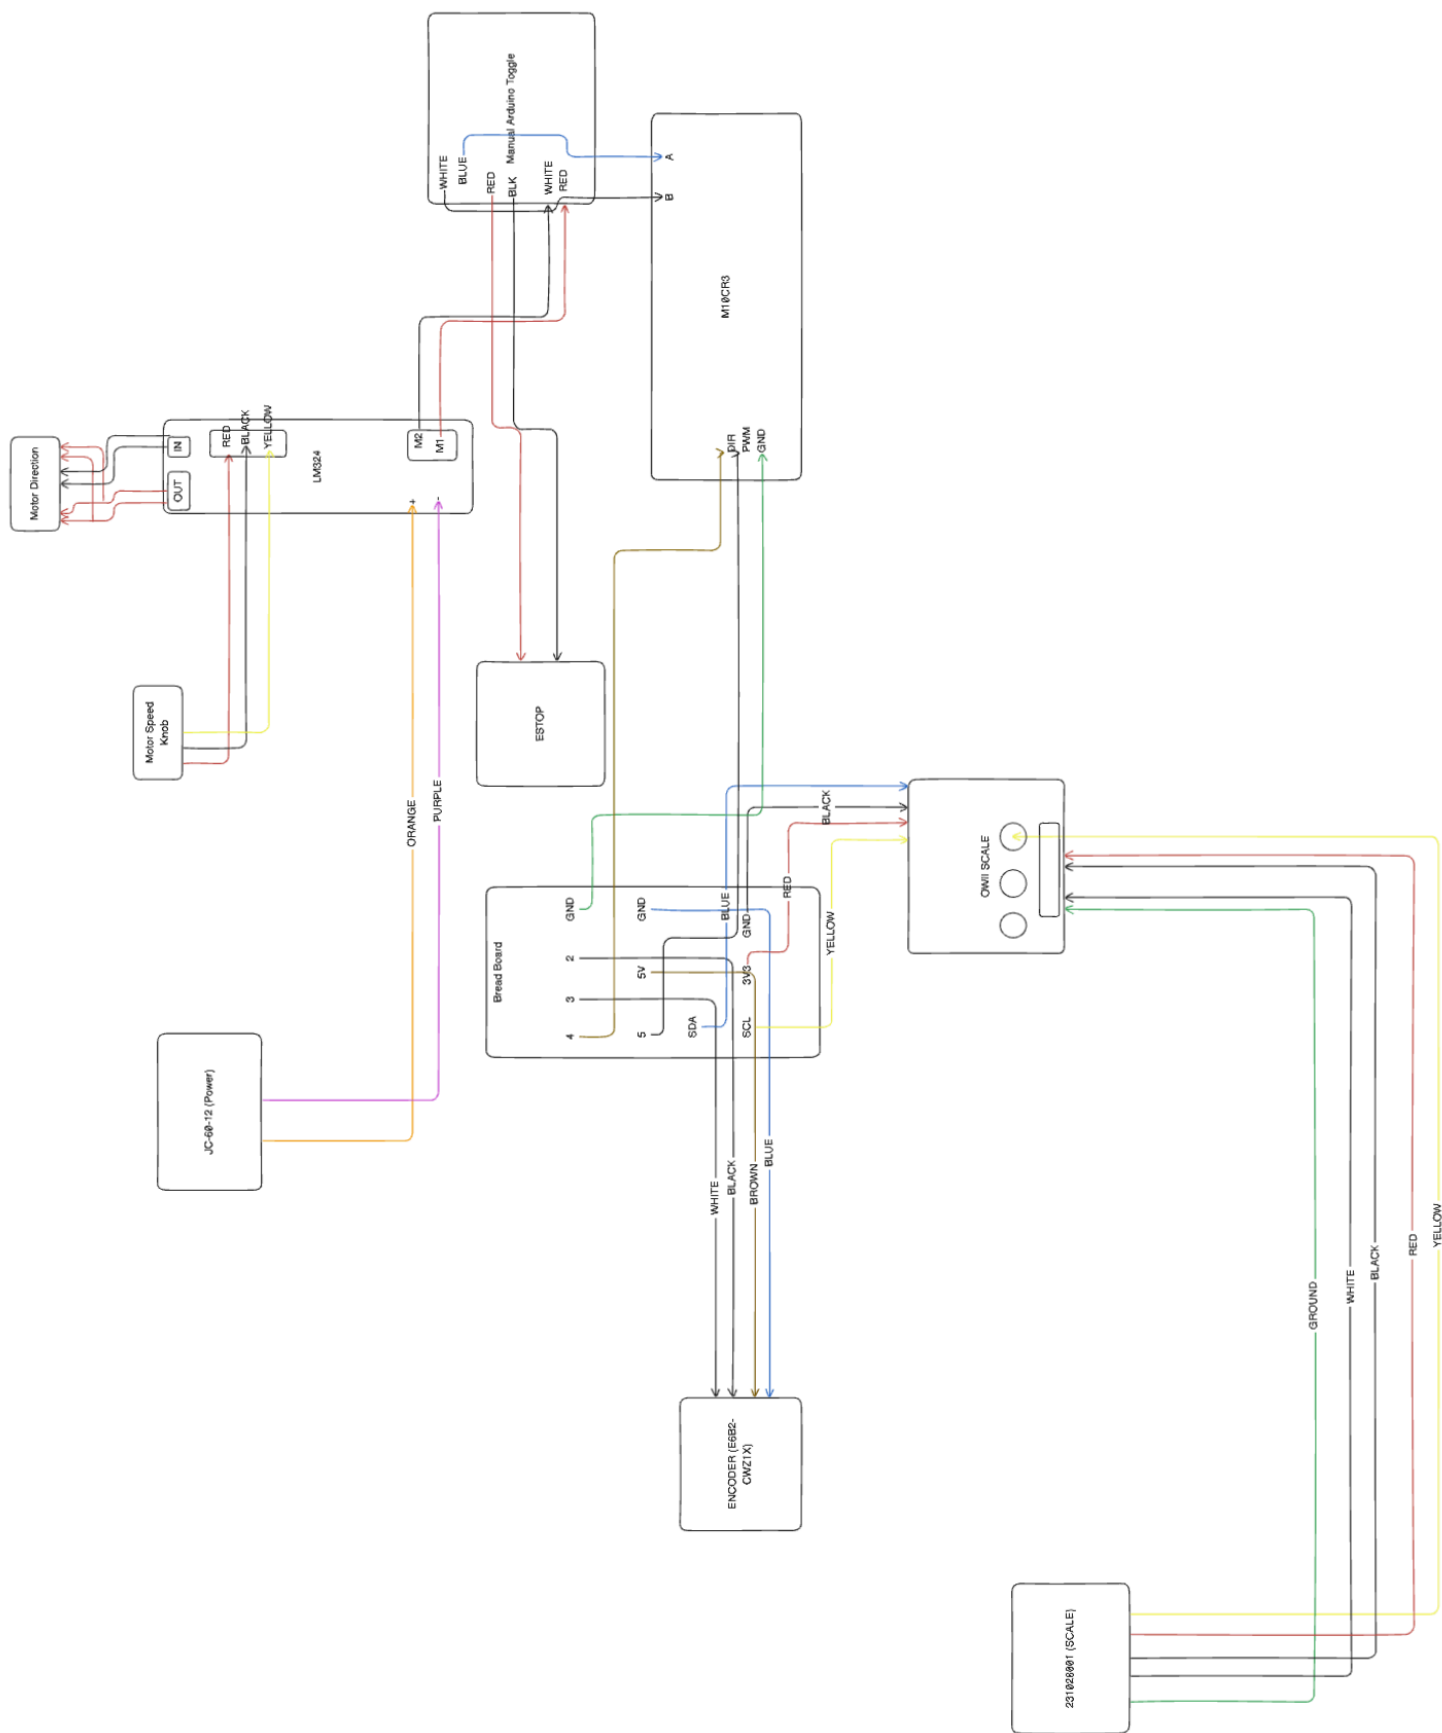 Motor Direction
IN
OUT
RED
BLACK
YELLOW
LM324
M2
M1
+
-
Motor Speed
Knob
JC-60-12 (Power)
ORANGE
PURPLE
Manual Arduino Toggle
WHITE
BLUE
RED
BLK
WHITE
RED
A
B
M10CR3
DIR
PWM
GND
ESTOP
Bread Board
GND
2
3
4
GND
5V
5
SDA
GND
3V3
SCL
BLUE
BLACK
RED
YELLOW
OWII SCALE
WHITE
BLACK
BROWN
BLUE
ENCODER (E6B2-
CWZ1X)
GROUND
WHITE
BLACK
RED
YELLOW
231026001 (SCALE)